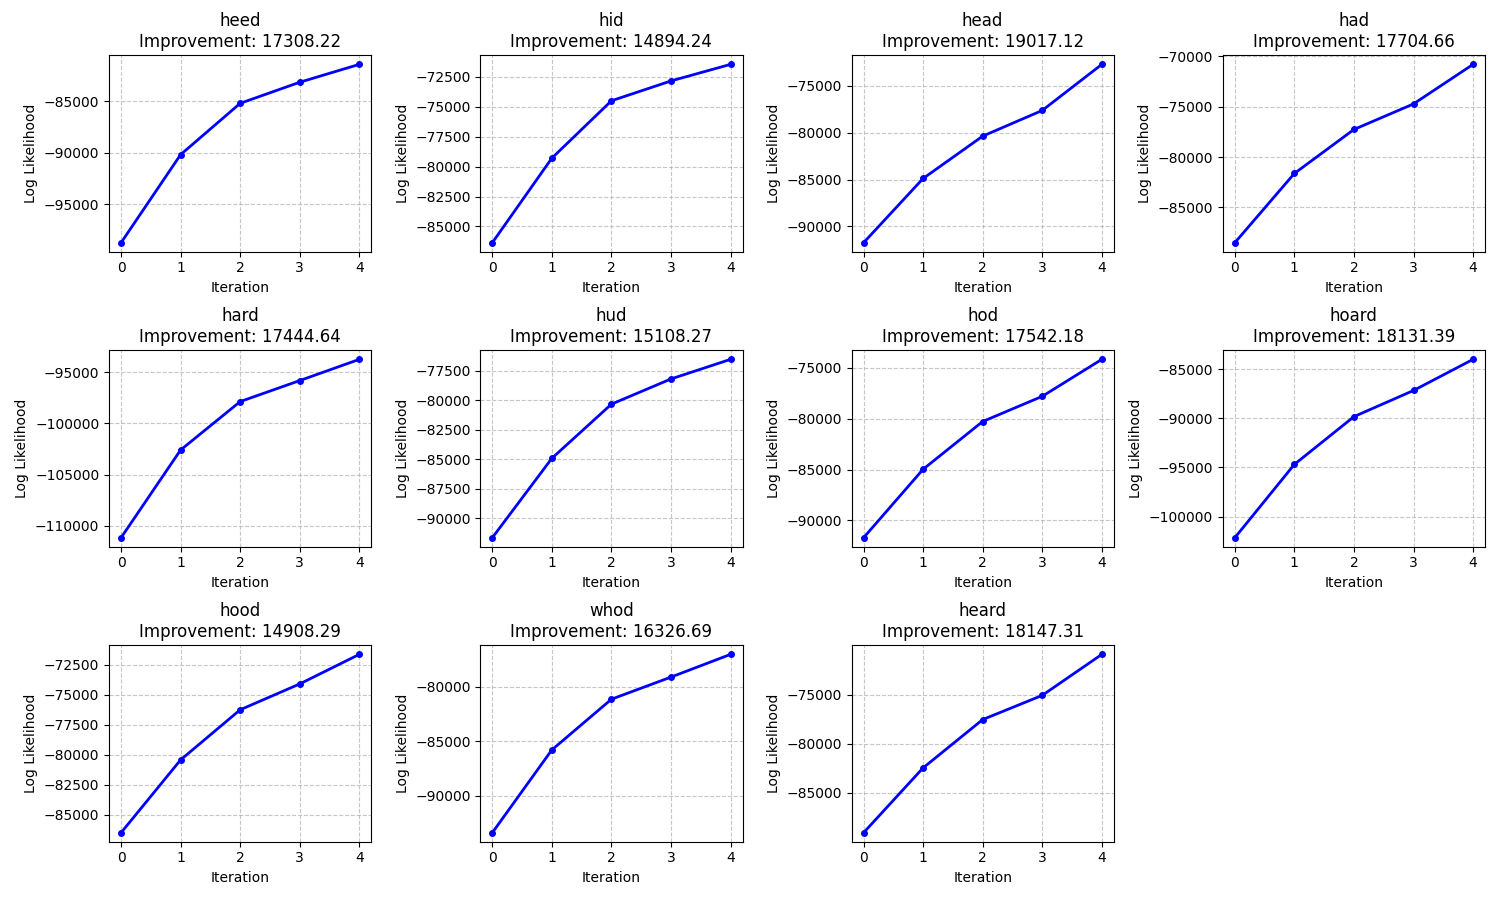 heed
Improvement: 17308.22
Log Likelihood
−85000
−90000
−95000
0 1 2 3 4
Iteration
hid
Improvement: 14894.24
Log Likelihood
−72500
−75000
−77500
−80000
−82500
−85000
0 1 2 3 4
Iteration
head
Improvement: 19017.12
Log Likelihood
−75000
−80000
−85000
−90000
0 1 2 3 4
Iteration
had
Improvement: 17704.66
Log Likelihood
−70000
−75000
−80000
−85000
0 1 2 3 4
Iteration
hard
Improvement: 17444.64
Log Likelihood
−95000
−100000
−105000
−110000
0 1 2 3 4
Iteration
hud
Improvement: 15108.27
Log Likelihood
−77500
−80000
−82500
−85000
−87500
−90000
0 1 2 3 4
Iteration
hod
Improvement: 17542.18
Log Likelihood
−75000
−80000
−85000
−90000
0 1 2 3 4
Iteration
hoard
Improvement: 18131.39
Log Likelihood
−85000
−90000
−95000
−100000
0 1 2 3 4
Iteration
hood
Improvement: 14908.29
Log Likelihood
−72500
−75000
−77500
−80000
−82500
−85000
0 1 2 3 4
Iteration
whod
Improvement: 16326.69
Log Likelihood
−80000
−85000
−90000
0 1 2 3 4
Iteration
heard
Improvement: 18147.31
Log Likelihood
−75000
−80000
−85000
0 1 2 3 4
Iteration